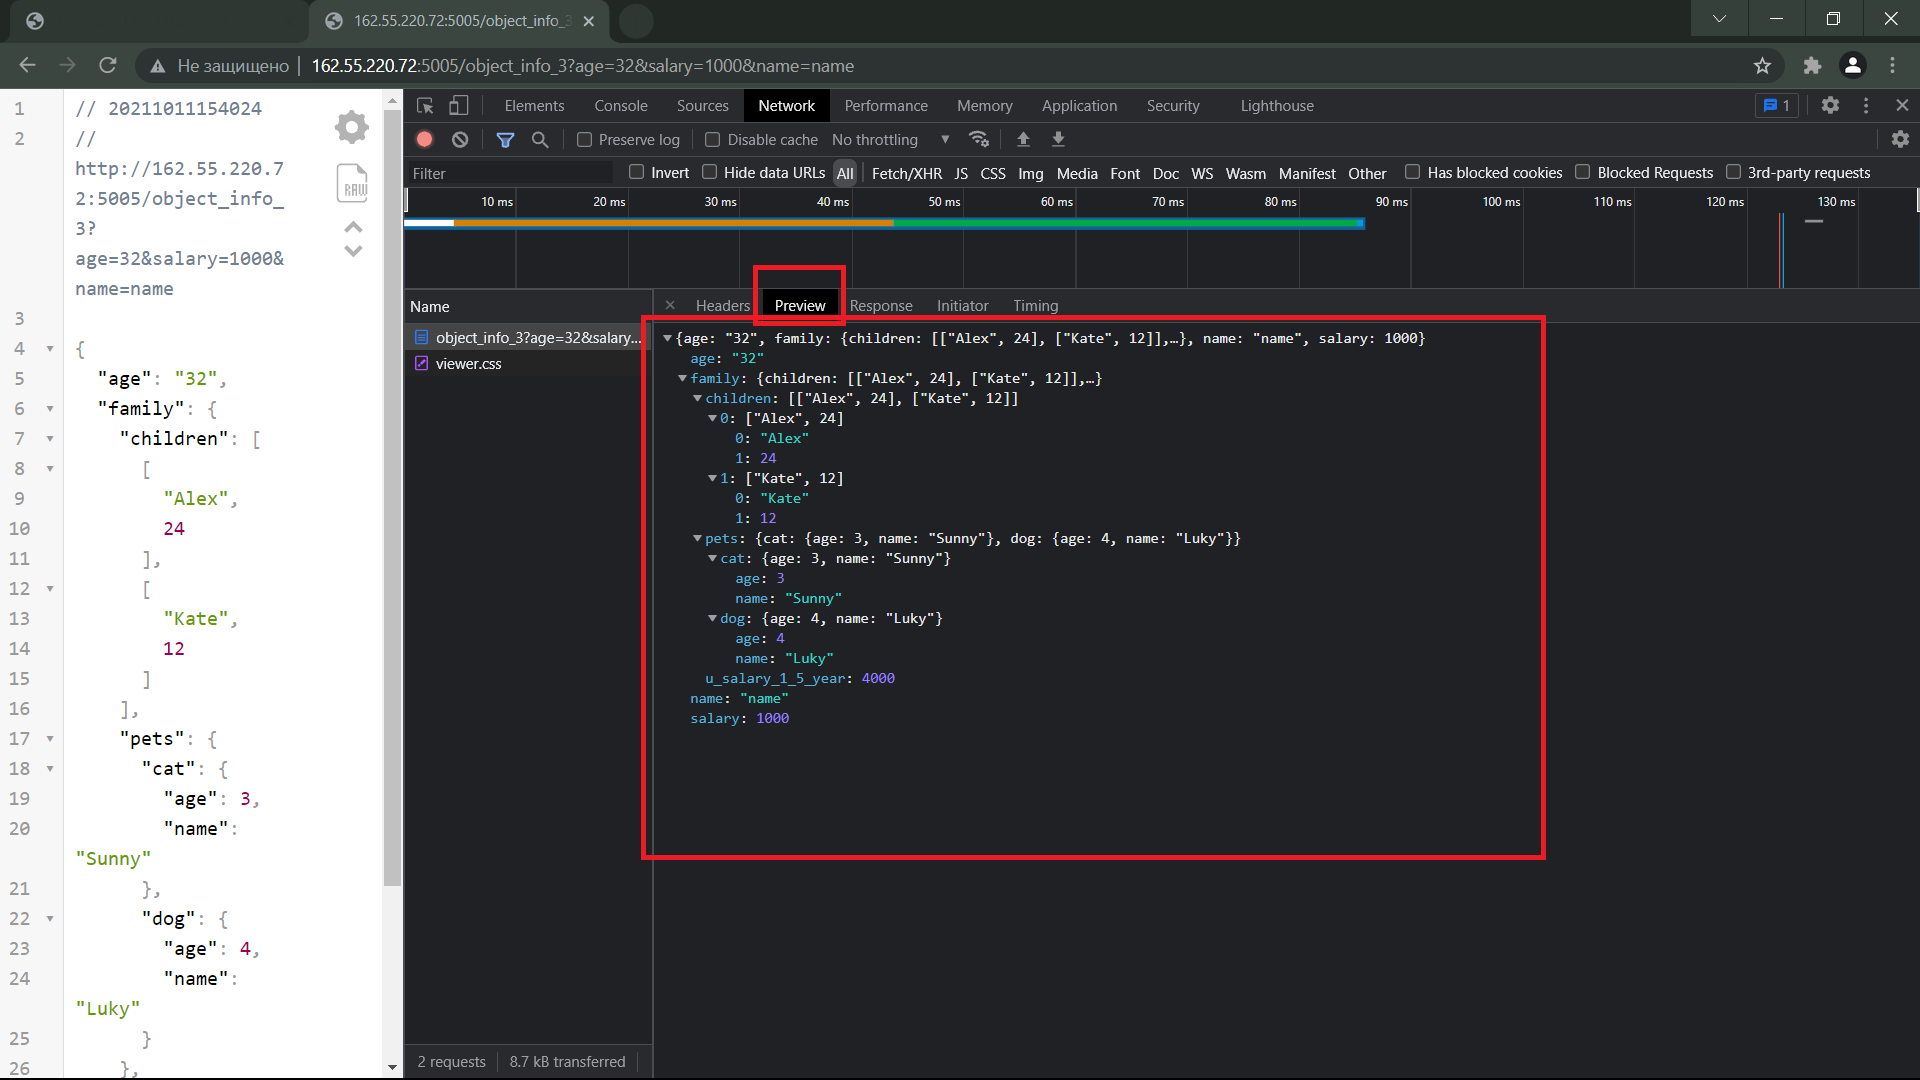 162.55.220.72:5005/object_info_3
Не защищено | 162.55.220.72:5005/object_info_3?age=32&salary=1000&name=name
1 // 20211011154024
2 //
http://162.55.220.7
2:5005/object_info_
3?
age=32&salary=1000&
name=name
3
4 {
5 "age": "32",
6 "family": {
7 "children": [
8 [
9 "Alex",
10 24
11 ],
12 [
13 "Kate",
14 12
15 ]
16 ],
17 "pets": {
18 "cat": {
19 "age": 3,
20 "name":
"Sunny"
21 },
22 "dog": {
23 "age": 4,
24 "name":
"Luky"
25 }
26 },
RAW
Elements Console Sources Network Performance Memory Application Security Lighthouse 1
Preserve log Disable cache No throttling
Filter Invert Hide data URLs All Fetch/XHR JS CSS Img Media Font Doc WS Wasm Manifest Other Has blocked cookies Blocked Requests 3rd-party requests
10 ms 20 ms 30 ms 40 ms 50 ms 60 ms 70 ms 80 ms 90 ms 100 ms 110 ms 120 ms 130 ms
Name
object_info_3?age=32&salary...
viewer.css
Headers Preview Response Initiator Timing
{age: "32", family: {children: [["Alex", 24], ["Kate", 12]],…}, name: "name", salary: 1000}
age: "32"
family: {children: [["Alex", 24], ["Kate", 12]],…}
children: [["Alex", 24], ["Kate", 12]]
0: ["Alex", 24]
0: "Alex"
1: 24
1: ["Kate", 12]
0: "Kate"
1: 12
pets: {cat: {age: 3, name: "Sunny"}, dog: {age: 4, name: "Luky"}}
cat: {age: 3, name: "Sunny"}
age: 3
name: "Sunny"
dog: {age: 4, name: "Luky"}
age: 4
name: "Luky"
u_salary_1_5_year: 4000
name: "name"
salary: 1000
2 requests 8.7 kB transferred